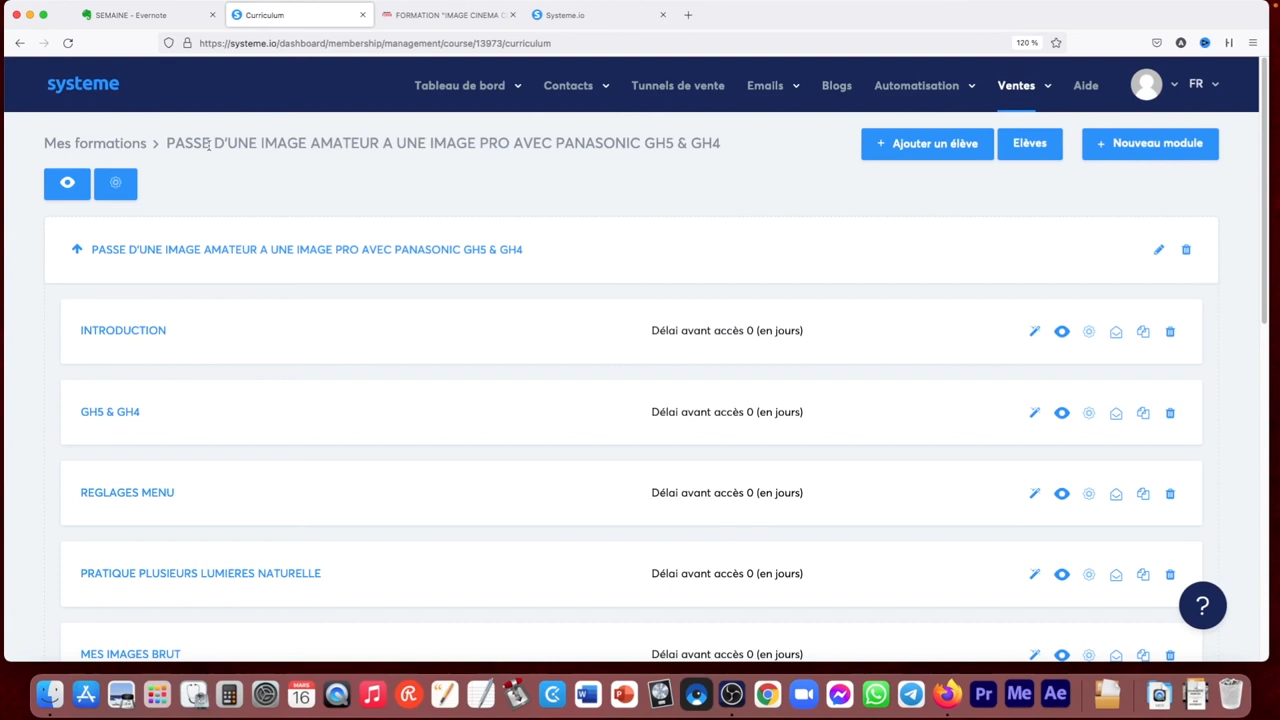 SEMAINE - Evernote
Curriculum
FORMATION "IMAGE CINEMA
Systeme.io
https://systeme.io/dashboard/membership/management/course/13973/curriculum
120 %
systeme
Tableau de bord
Contacts
Tunnels de vente
Emails
Blogs
Automatisation
Ventes
Aide
FR
Mes formations > PASSE D'UNE IMAGE AMATEUR A UNE IMAGE PRO AVEC PANASONIC GH5 & GH4
+ Ajouter un élève
Elèves
+ Nouveau module
PASSE D'UNE IMAGE AMATEUR A UNE IMAGE PRO AVEC PANASONIC GH5 & GH4
INTRODUCTION
Délai avant accès 0 (en jours)
GH5 & GH4
Délai avant accès 0 (en jours)
REGLAGES MENU
Délai avant accès 0 (en jours)
PRATIQUE PLUSIEURS LUMIERES NATURELLE
Délai avant accès 0 (en jours)
MES IMAGES BRUT
Délai avant accès 0 (en jours)
?
MARS
16
Pr
Me
Ae